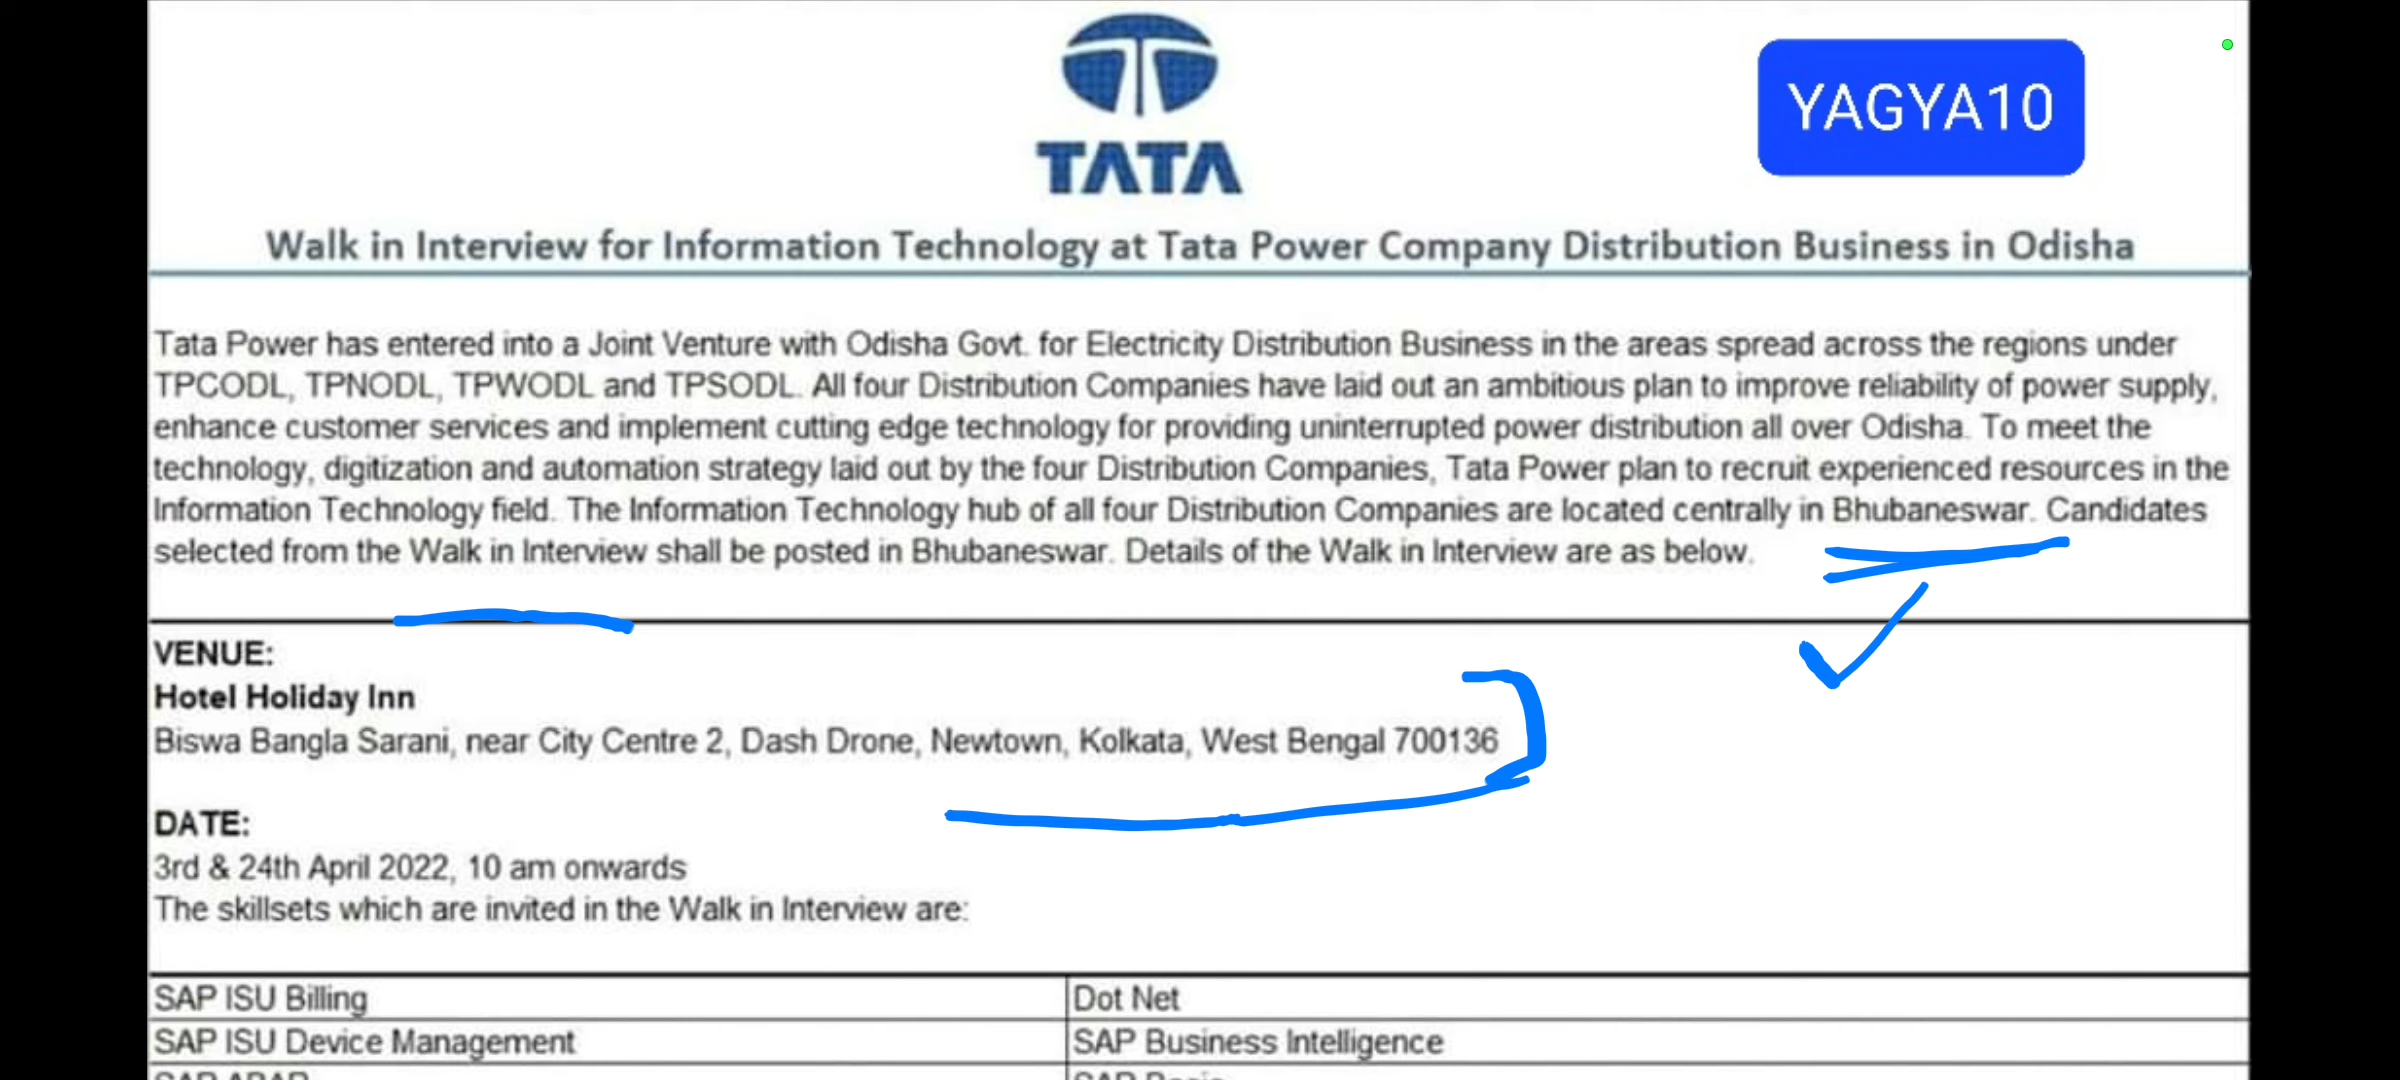 TATA
YAGYA10
Walk in Interview for Information Technology at Tata Power Company Distribution Business in Odisha
Tata Power has entered into a Joint Venture with Odisha Govt. for Electricity Distribution Business in the areas spread across the regions under
TPCODL, TPNODL, TPWODL and TPSODL. All four Distribution Companies have laid out an ambitious plan to improve reliability of power supply,
enhance customer services and implement cutting edge technology for providing uninterrupted power distribution all over Odisha. To meet the
technology, digitization and automation strategy laid out by the four Distribution Companies, Tata Power plan to recruit experienced resources in the
Information Technology field. The Information Technology hub of all four Distribution Companies are located centrally in Bhubaneswar. Candidates
selected from the Walk in Interview shall be posted in Bhubaneswar. Details of the Walk in Interview are as below.
VENUE:
Hotel Holiday Inn
Biswa Bangla Sarani, near City Centre 2, Dash Drone, Newtown, Kolkata, West Bengal 700136
DATE:
3rd & 24th April 2022, 10 am onwards
The skillsets which are invited in the Walk in Interview are:
SAP ISU Billing
Dot Net
SAP ISU Device Management
SAP Business Intelligence